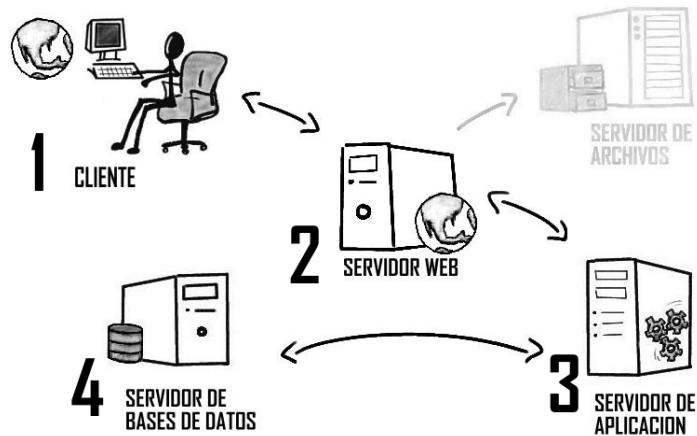 1
CLIENTE
SERVIDOR DE
ARCHIVOS
2
SERVIDOR WEB
3
SERVIDOR DE
APLICACION
4
SERVIDOR DE
BASES DE DATOS